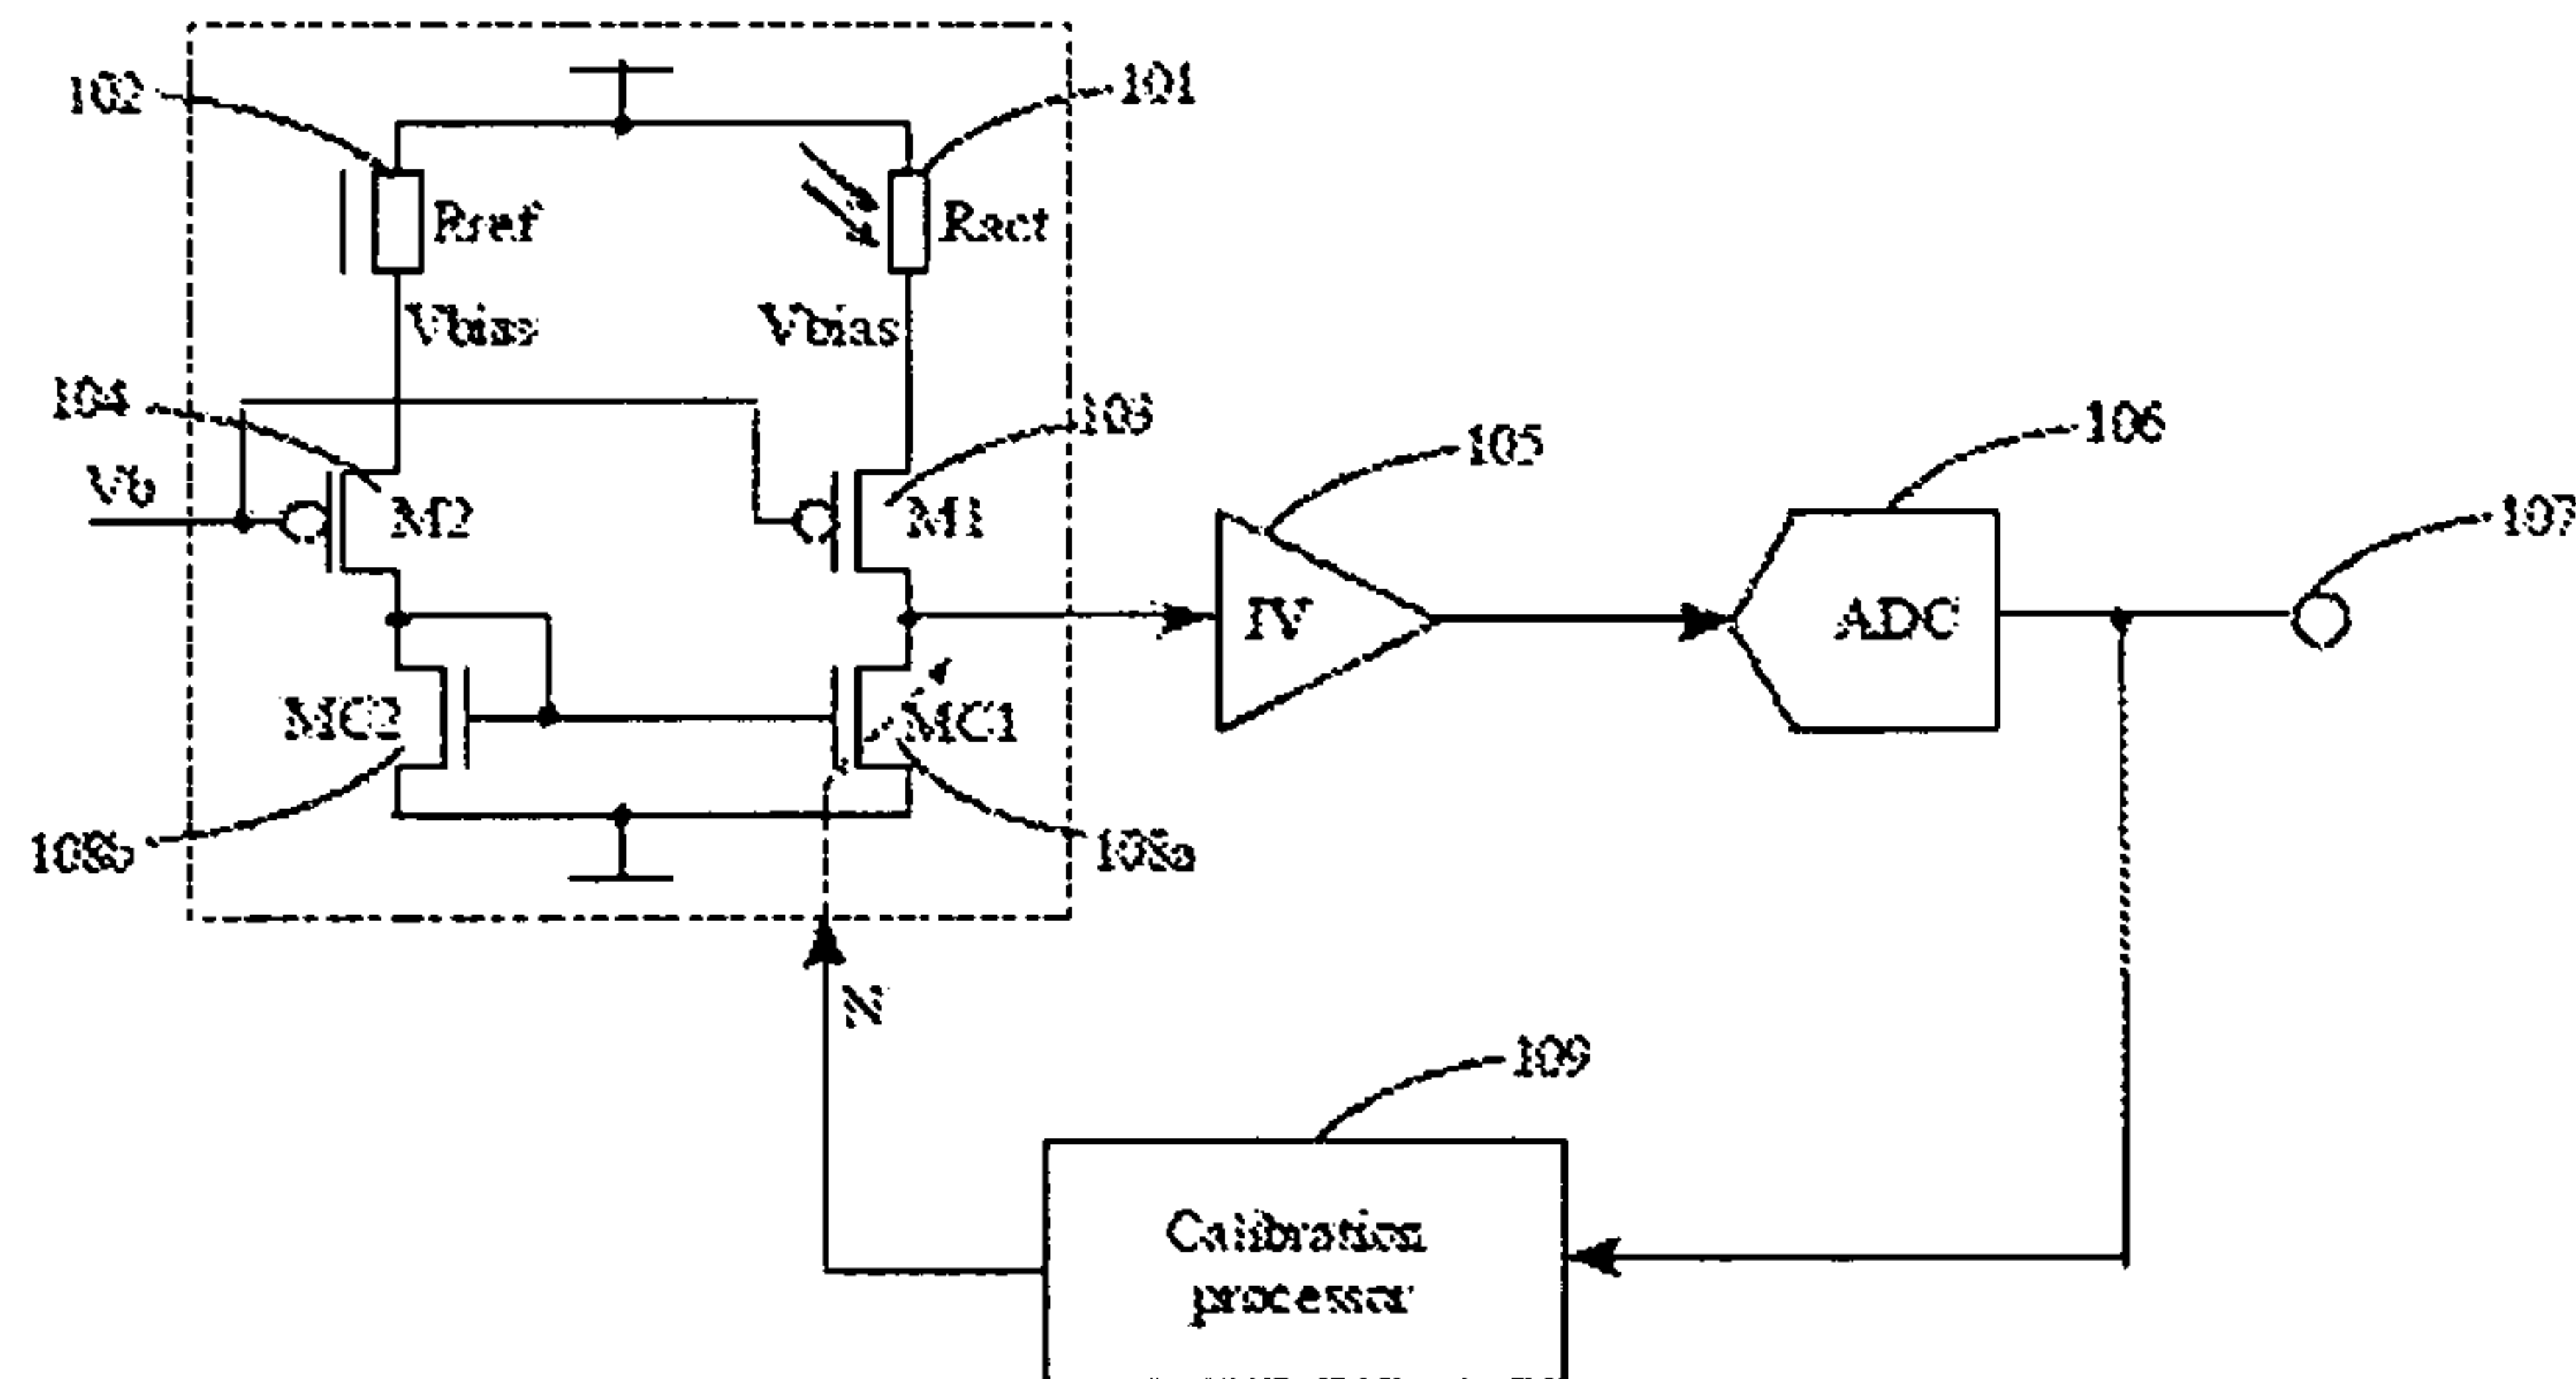 102
101
Rref
Ract
Vbias
Vbias
104
103
105
106
107
Vb
M2
M1
IV
ADC
MC2
MC1
108b
108a
N
109
Calibration
processor